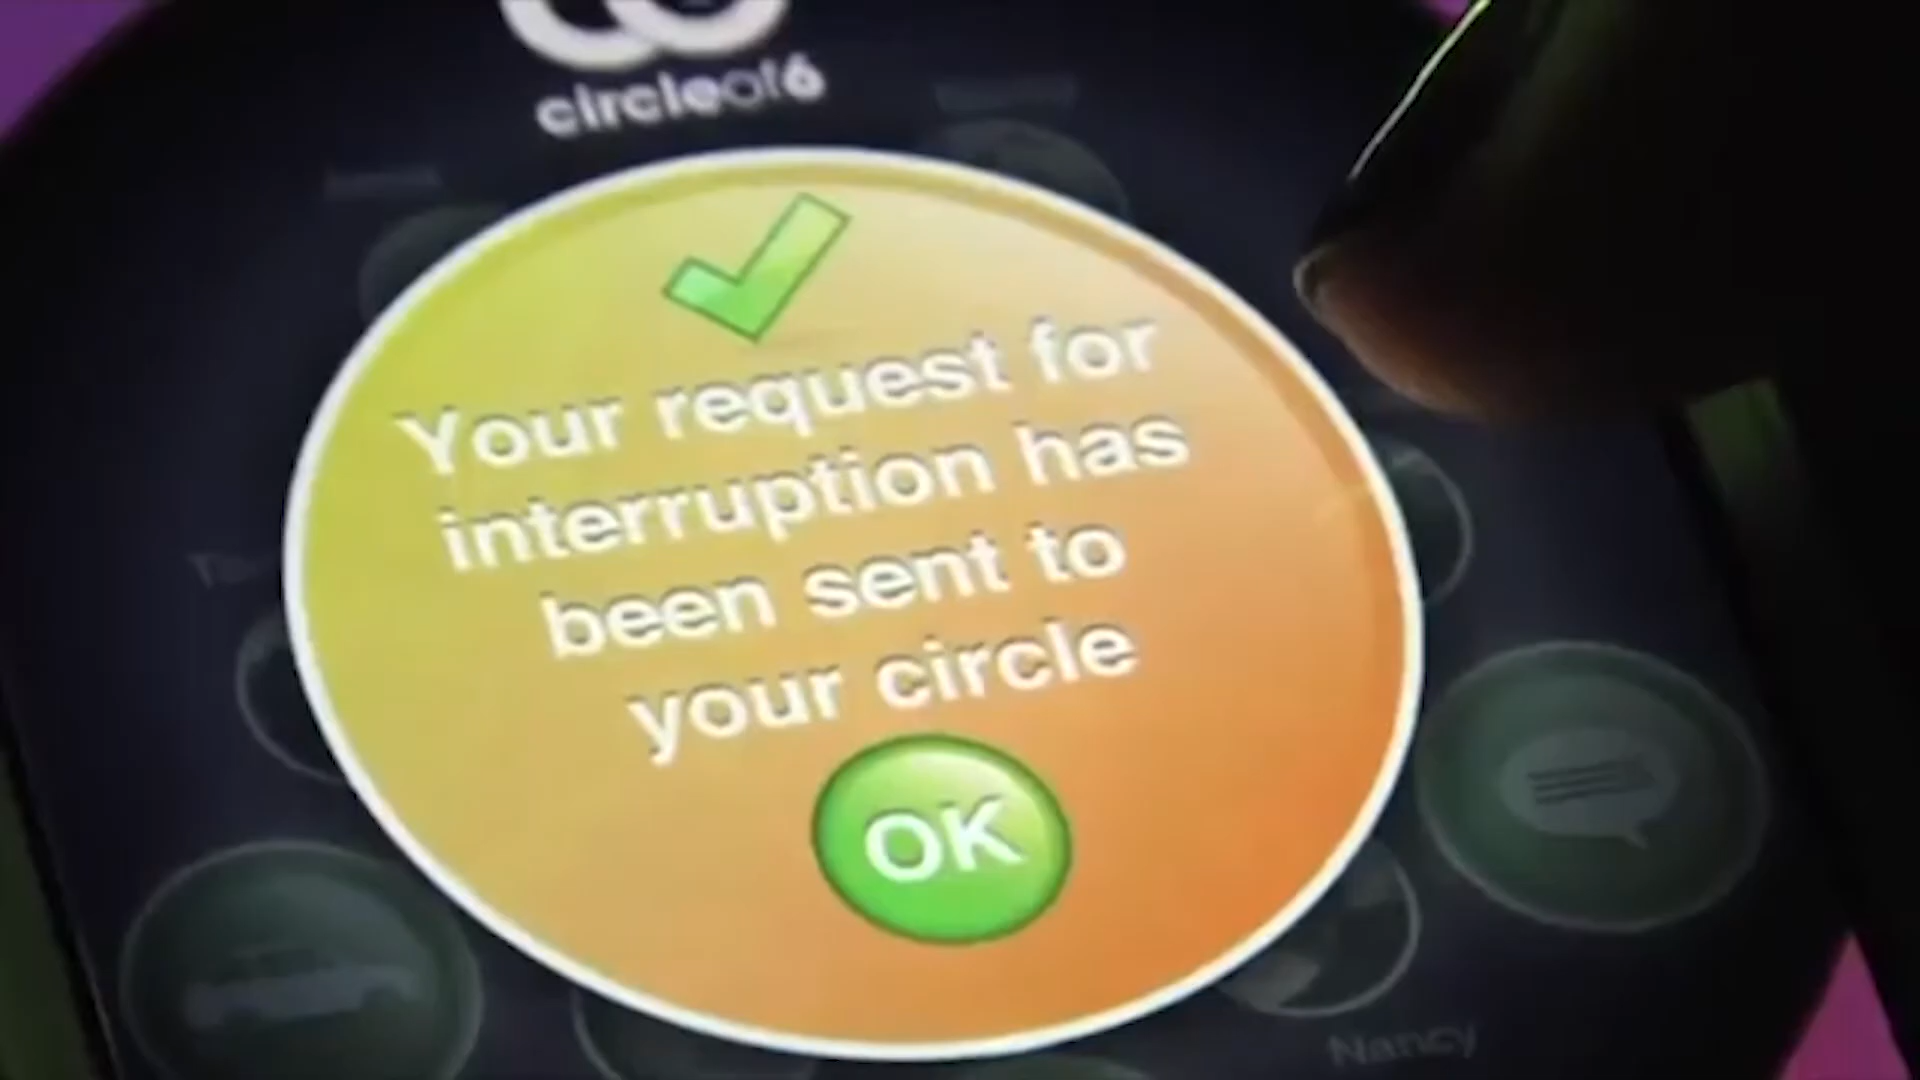 circleof6
Your request for
interruption has
been sent to
your circle
OK
Nancy